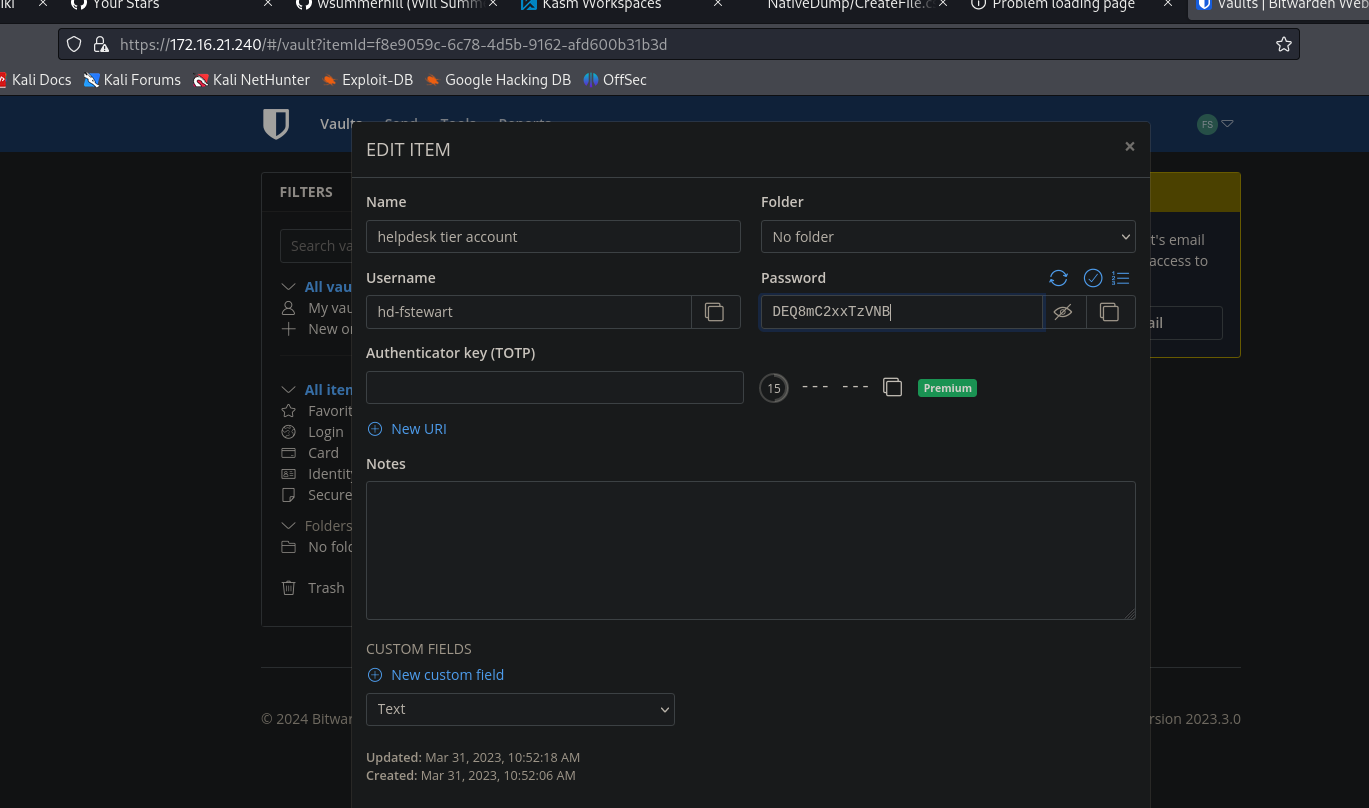 iki × Your Stars × wsummerhill (Will Summ × Kasm Workspaces × NativeDump/CreateFile.c × Problem loading page × Vaults | Bitwarden Web
https://172.16.21.240/#/vault?itemId=f8e9059c-6c78-4d5b-9162-afd600b31b3d
Kali Docs Kali Forums Kali NetHunter Exploit-DB Google Hacking DB OffSec
Vaults Send Tools Reports FS
EDIT ITEM ×
FILTERS
Name Folder
Search va
helpdesk tier account No folder
t's email
access to
Username Password
All vau
My vau
New or
hd-fstewart DEQ8mC2xxTzVNB
ail
Authenticator key (TOTP)
All iten
15 --- --- Premium
Favorit
Login
New URI
Card
Notes
Identity
Secure
Folders
No fold
Trash
CUSTOM FIELDS
New custom field
Text
© 2024 Bitwar
rsion 2023.3.0
Updated: Mar 31, 2023, 10:52:18 AM
Created: Mar 31, 2023, 10:52:06 AM